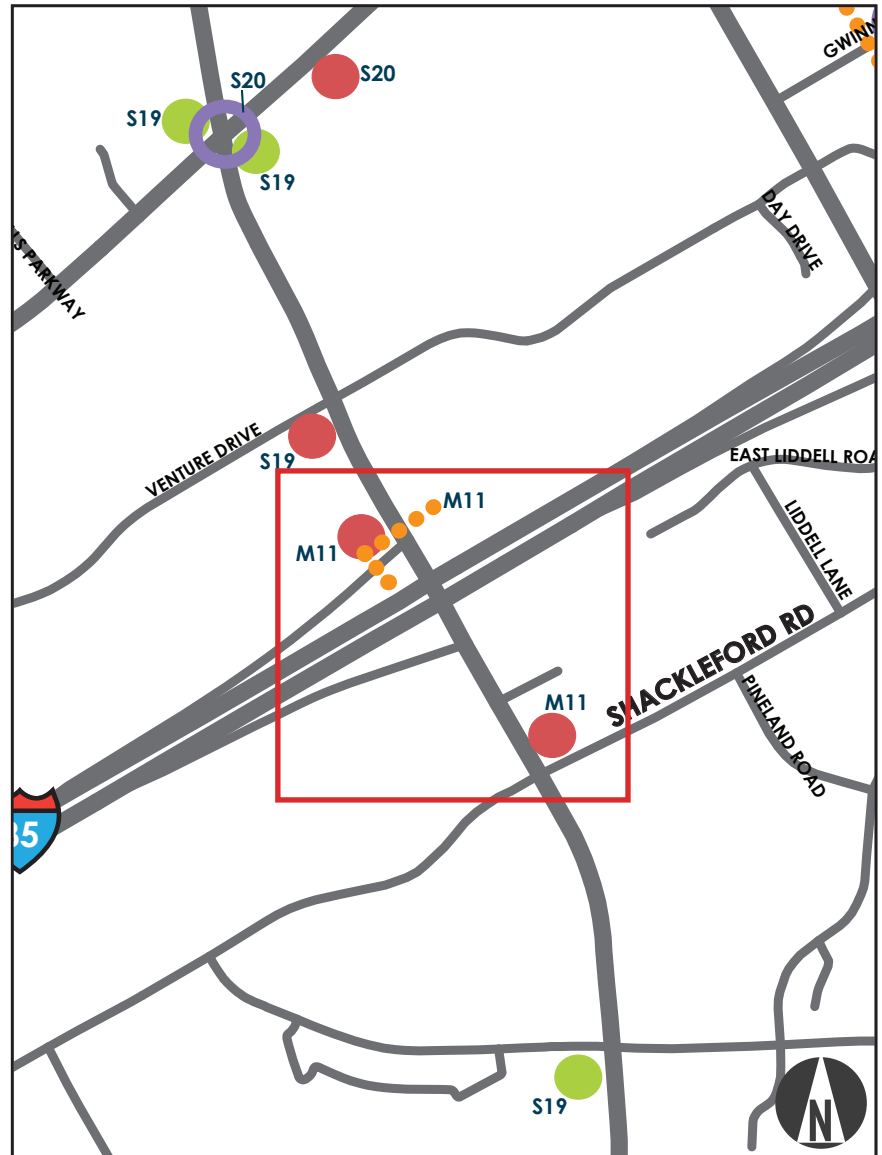 GWINN
S20
S20
S19
S19
DAY DRIVE
LS PARKWAY
VENTURE DRIVE
S19
EAST LIDDELL ROA
M11
LIDDELL LANE
M11
SHACKLEFORD RD
M11
PINELAND ROAD
85
S19
N